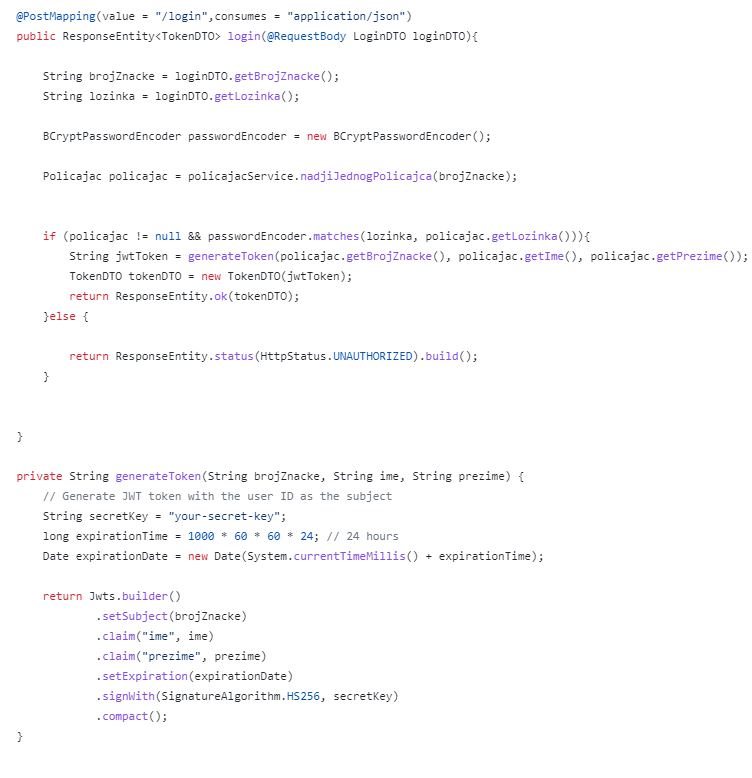 @PostMapping(value = "/login",consumes = "application/json")
public ResponseEntity<TokenDTO> login(@RequestBody LoginDTO loginDTO){
    String brojZnacke = loginDTO.getBrojZnacke();
    String lozinka = loginDTO.getLozinka();
    BCryptPasswordEncoder passwordEncoder = new BCryptPasswordEncoder();
    Policajac policajac = policajacService.nadjiJednogPolicajca(brojZnacke);
    if (policajac != null && passwordEncoder.matches(lozinka, policajac.getLozinka())){
        String jwtToken = generateToken(policajac.getBrojZnacke(), policajac.getIme(), policajac.getPrezime());
        TokenDTO tokenDTO = new TokenDTO(jwtToken);
        return ResponseEntity.ok(tokenDTO);
    }else {
        return ResponseEntity.status(HttpStatus.UNAUTHORIZED).build();
    }
}
private String generateToken(String brojZnacke, String ime, String prezime) {
    // Generate JWT token with the user ID as the subject
    String secretKey = "your-secret-key";
    long expirationTime = 1000 * 60 * 60 * 24; // 24 hours
    Date expirationDate = new Date(System.currentTimeMillis() + expirationTime);
    return Jwts.builder()
            .setSubject(brojZnacke)
            .claim("ime", ime)
            .claim("prezime", prezime)
            .setExpiration(expirationDate)
            .signWith(SignatureAlgorithm.HS256, secretKey)
            .compact();
}